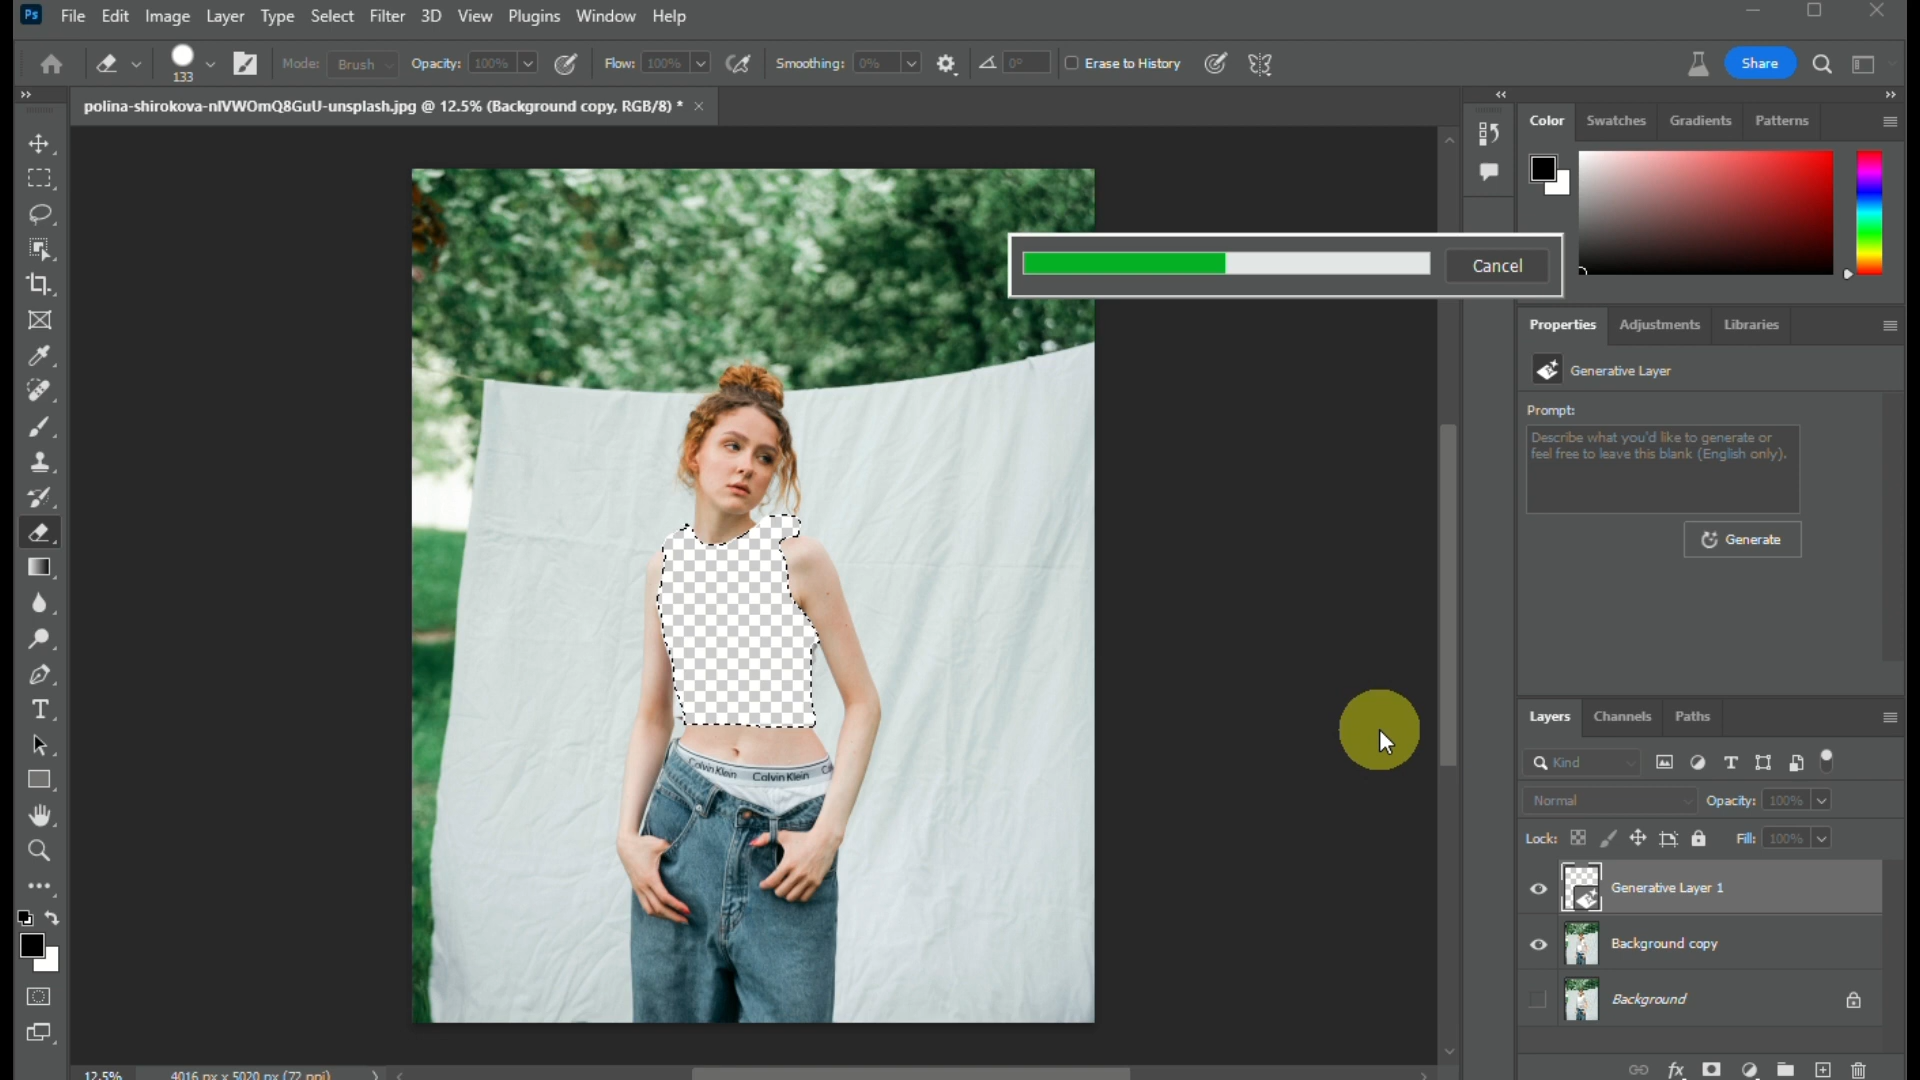 Ps File Edit Image Layer Type Select Filter 3D View Plugins Window Help
133 Mode: Brush Opacity: 100% Flow: 100% Smoothing: 0% 0° Erase to History Share
polina-shirokova-nIVWOmQ8GuU-unsplash.jpg @ 12.5% (Background copy, RGB/8) *
Color Swatches Gradients Patterns
Cancel
Properties Adjustments Libraries
Generative Layer
Prompt:
Describe what you'd like to generate or
feel free to leave this blank (English only).
Generate
Layers Channels Paths
Kind
Normal Opacity: 100%
Lock: Fill: 100%
Generative Layer 1
Background copy
Background
Calvin Klein Calvin Klein Ca
12.5% 4016 px x 5020 px (72 ppi)